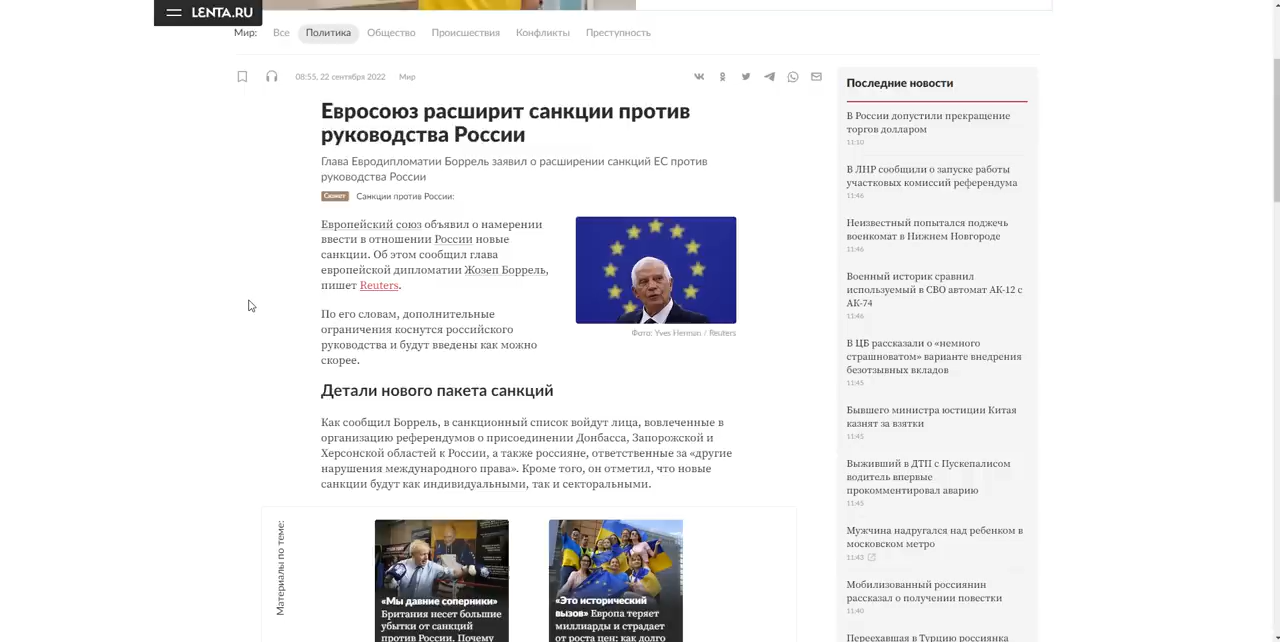 LENTA.RU
Мир: Все Политика Общество Происшествия Конфликты Преступность
08:55, 22 сентября 2022 Мир
Евросоюз расширит санкции против
руководства России
Глава Евродипломатии Боррель заявил о расширении санкций ЕС против
руководства России
Сюжет Санкции против России:
Европейский союз объявил о намерении
ввести в отношении России новые
санкции. Об этом сообщил глава
европейской дипломатии Жозеп Боррель,
пишет Reuters.
По его словам, дополнительные
ограничения коснутся российского
руководства и будут введены как можно
скорее.
Фото: Yves Herman / Reuters
Детали нового пакета санкций
Как сообщил Боррель, в санкционный список войдут лица, вовлеченные в
организацию референдумов о присоединении Донбасса, Запорожской и
Херсонской областей к России, а также россияне, ответственные за «другие
нарушения международного права». Кроме того, он отметил, что новые
санкции будут как индивидуальными, так и секторальными.
Материалы по теме:
«Мы давние соперники»
Британия несет большие
убытки от санкций
против России. Почему
«Это исторический
вызов» Европа теряет
миллиарды и страдает
от роста цен: как долго
Последние новости
В России допустили прекращение
торгов долларом
11:50
В ЛНР сообщили о запуске работы
участковых комиссий референдума
11:46
Неизвестный попытался поджечь
военкомат в Нижнем Новгороде
11:46
Военный историк сравнил
используемый в СВО автомат АК-12 с
АК-74
11:46
В ЦБ рассказали о «немного
страшноватом» варианте внедрения
безотзывных вкладов
11:45
Бывшего министра юстиции Китая
казнят за взятки
11:45
Выживший в ДТП с Пускепалисом
водитель впервые
прокомментировал аварию
11:45
Мужчина надругался над ребенком в
московском метро
11:43
Мобилизованный россиянин
рассказал о получении повестки
11:40
Переехавшая в Турцию россиянка